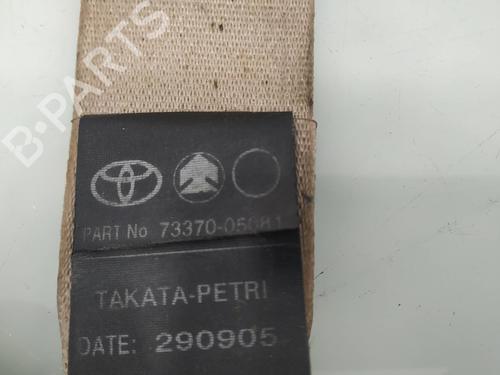 B-PARTS
PART No 73370-05081
TAKATA-PETRI
DATE: 290905